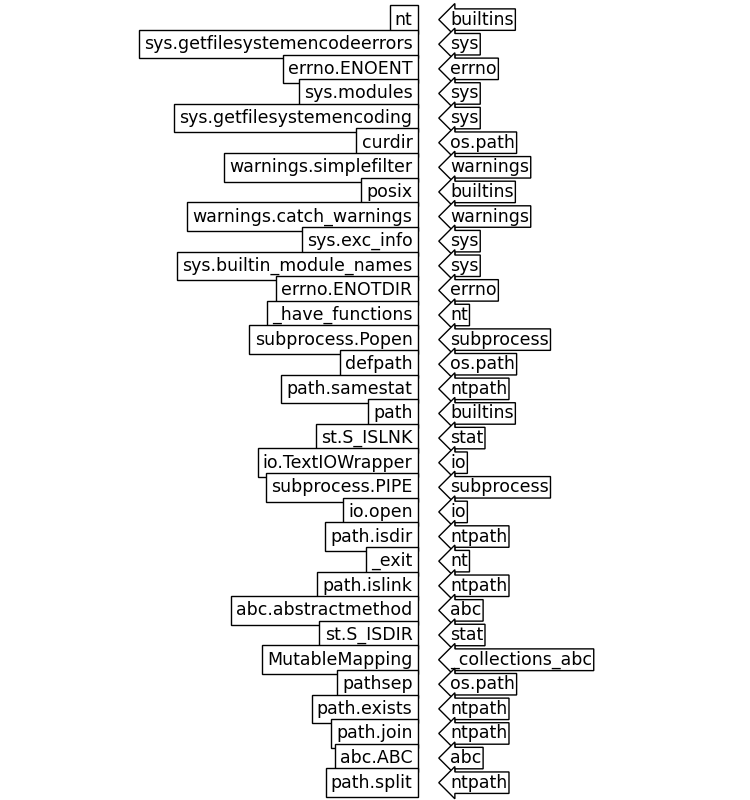 nt builtins
sys.getfilesystemencodeerrors sys
errno.ENOENT errno
sys.modules sys
sys.getfilesystemencoding sys
curdir os.path
warnings.simplefilter warnings
posix builtins
warnings.catch_warnings warnings
sys.exc_info sys
sys.builtin_module_names sys
errno.ENOTDIR errno
_have_functions nt
subprocess.Popen subprocess
defpath os.path
path.samestat ntpath
path builtins
st.S_ISLNK stat
io.TextIOWrapper io
subprocess.PIPE subprocess
io.open io
path.isdir ntpath
_exit nt
path.islink ntpath
abc.abstractmethod abc
st.S_ISDIR stat
MutableMapping _collections_abc
pathsep os.path
path.exists ntpath
path.join ntpath
abc.ABC abc
path.split ntpath